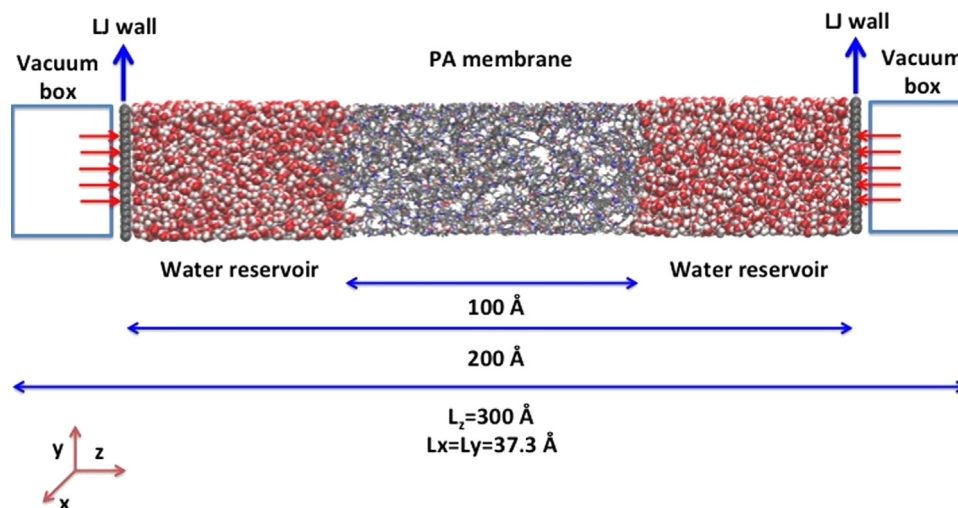 LJ wall
LJ wall
Vacuum
box
PA membrane
Vacuum
box
Water reservoir
Water reservoir
100 Å
200 Å
Lz=300 Å
Lx=Ly=37.3 Å
y
z
x